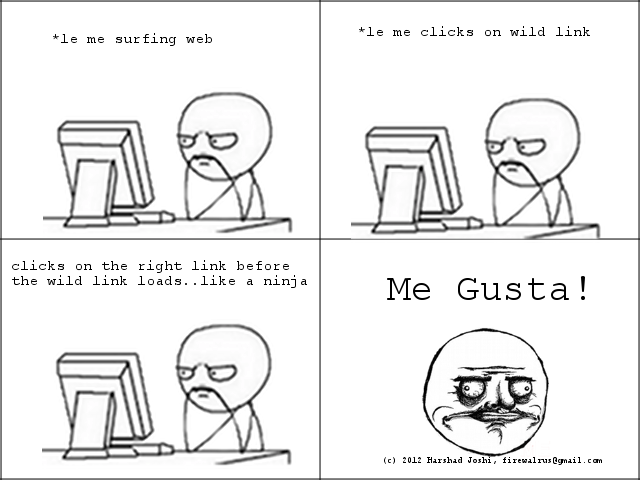 *le me surfing web
*le me clicks on wild link
clicks on the right link before
the wild link loads..like a ninja
Me Gusta!
(c) 2012 Harshad Joshi, firewalrus@gmail.com